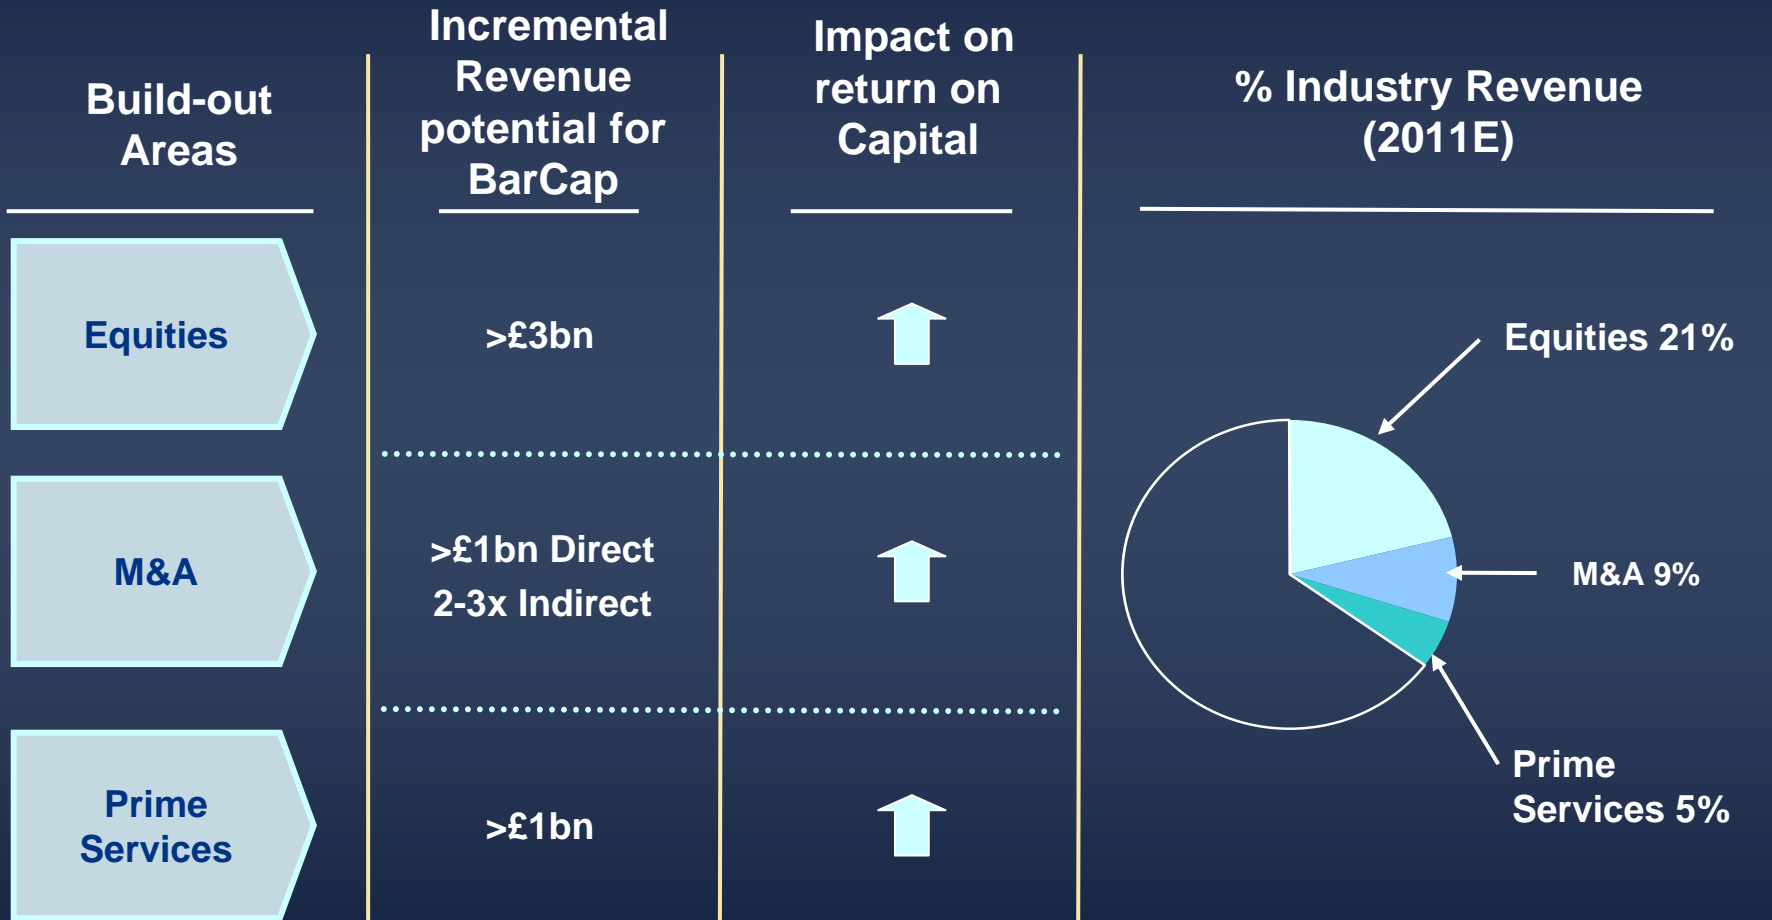 Build-out
Areas
Incremental
Revenue
potential for
BarCap
Impact on
return on
Capital
% Industry Revenue
(2011E)
Equities
>£3bn
Equities 21%
M&A
>£1bn Direct
2-3x Indirect
M&A 9%
Prime
Services
>£1bn
Prime
Services 5%